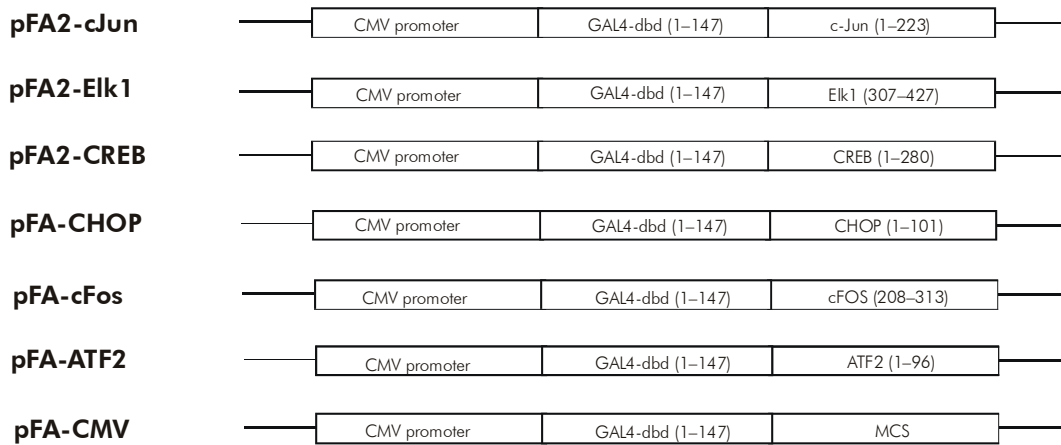 pFA2-cJun CMV promoter GAL4-dbd (1–147) c-Jun (1–223)
pFA2-Elk1 CMV promoter GAL4-dbd (1–147) Elk1 (307–427)
pFA2-CREB CMV promoter GAL4-dbd (1–147) CREB (1–280)
pFA-CHOP CMV promoter GAL4-dbd (1–147) CHOP (1–101)
pFA-cFos CMV promoter GAL4-dbd (1–147) cFOS (208–313)
pFA-ATF2 CMV promoter GAL4-dbd (1–147) ATF2 (1–96)
pFA-CMV CMV promoter GAL4-dbd (1–147) MCS